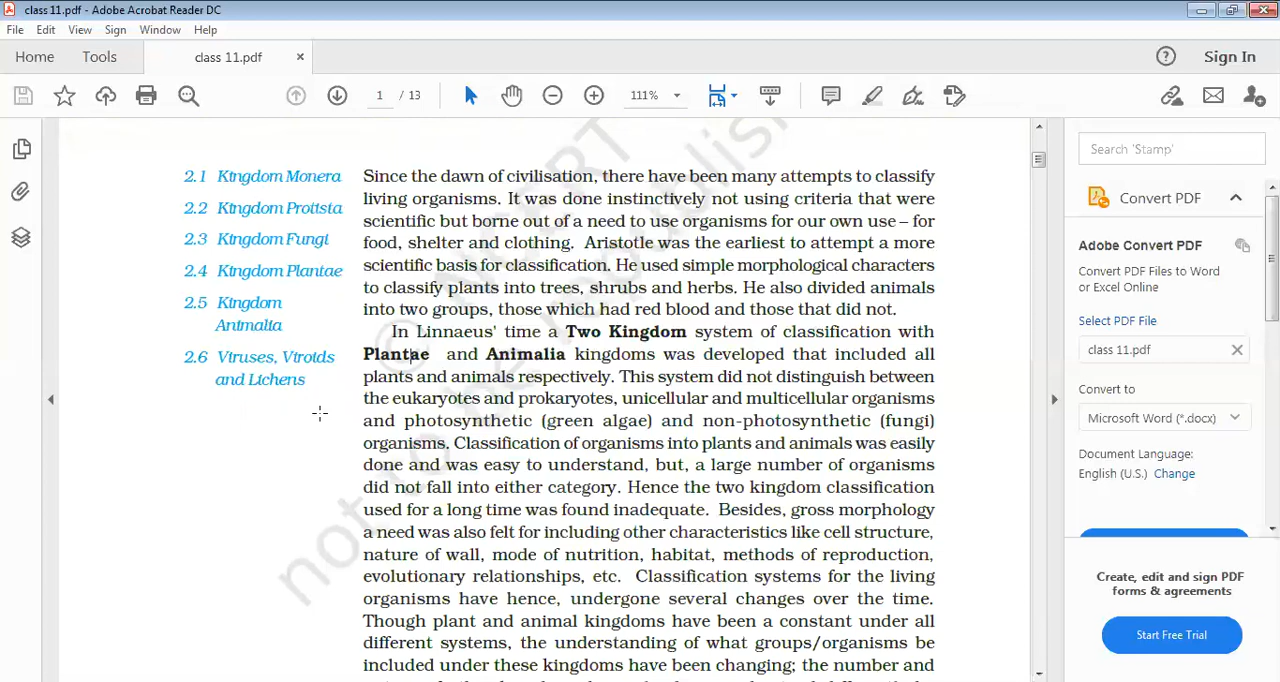 class 11.pdf - Adobe Acrobat Reader DC
File Edit View Sign Window Help
Home Tools class 11.pdf × Sign In
1 / 13 111%
2.1 Kingdom Monera
2.2 Kingdom Protista
2.3 Kingdom Fungi
2.4 Kingdom Plantae
2.5 Kingdom
Animalia
2.6 Viruses, Viroids
and Lichens
Since the dawn of civilisation, there have been many attempts to classify
living organisms. It was done instinctively not using criteria that were
scientific but borne out of a need to use organisms for our own use – for
food, shelter and clothing. Aristotle was the earliest to attempt a more
scientific basis for classification. He used simple morphological characters
to classify plants into trees, shrubs and herbs. He also divided animals
into two groups, those which had red blood and those that did not.
In Linnaeus' time a Two Kingdom system of classification with
Plantae and Animalia kingdoms was developed that included all
plants and animals respectively. This system did not distinguish between
the eukaryotes and prokaryotes, unicellular and multicellular organisms
and photosynthetic (green algae) and non-photosynthetic (fungi)
organisms. Classification of organisms into plants and animals was easily
done and was easy to understand, but, a large number of organisms
did not fall into either category. Hence the two kingdom classification
used for a long time was found inadequate. Besides, gross morphology
a need was also felt for including other characteristics like cell structure,
nature of wall, mode of nutrition, habitat, methods of reproduction,
evolutionary relationships, etc. Classification systems for the living
organisms have hence, undergone several changes over the time.
Though plant and animal kingdoms have been a constant under all
different systems, the understanding of what groups/organisms be
included under these kingdoms have been changing; the number and
© NCERT
not to be republish
Search 'Stamp'
Convert PDF
Adobe Convert PDF
Convert PDF Files to Word
or Excel Online
Select PDF File
class 11.pdf
Convert to
Microsoft Word (*.docx)
Document Language:
English (U.S.) Change
Create, edit and sign PDF
forms & agreements
Start Free Trial